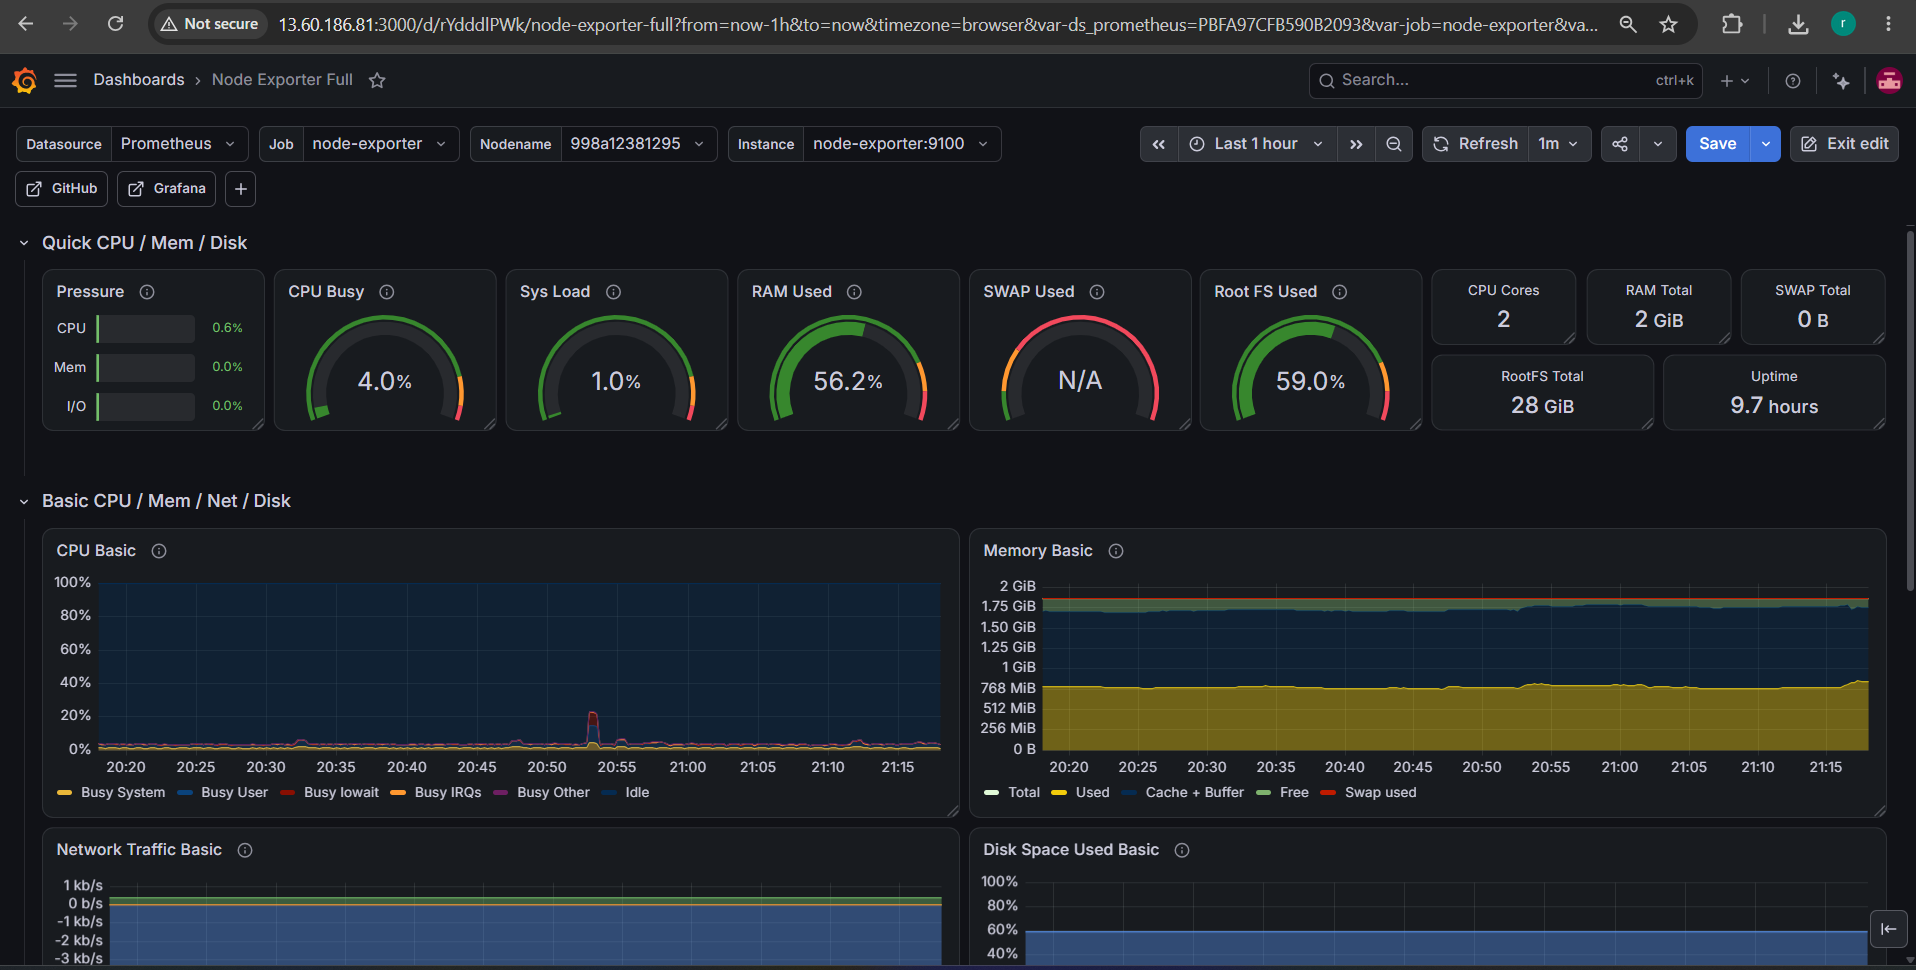 Not secure 13.60.186.81:3000/d/rYdddlPWk/node-exporter-full?from=now-1h&to=now&timezone=browser&var-ds_prometheus=PBFA97CFB590B2093&var-job=node-exporter&va... r
Dashboards › Node Exporter Full Search... ctrl+k
Datasource Prometheus Job node-exporter Nodename 998a12381295 Instance node-exporter:9100 Last 1 hour Refresh 1m Save Exit edit
GitHub Grafana +
Quick CPU / Mem / Disk
Pressure
CPU 0.6%
Mem 0.0%
I/O 0.0%
CPU Busy
4.0%
Sys Load
1.0%
RAM Used
56.2%
SWAP Used
N/A
Root FS Used
59.0%
CPU Cores
2
RAM Total
2 GiB
SWAP Total
0 B
RootFS Total
28 GiB
Uptime
9.7 hours
Basic CPU / Mem / Net / Disk
CPU Basic
100%
80%
60%
40%
20%
0%
20:20 20:25 20:30 20:35 20:40 20:45 20:50 20:55 21:00 21:05 21:10 21:15
Busy System Busy User Busy Iowait Busy IRQs Busy Other Idle
Memory Basic
2 GiB
1.75 GiB
1.50 GiB
1.25 GiB
1 GiB
768 MiB
512 MiB
256 MiB
0 B
20:20 20:25 20:30 20:35 20:40 20:45 20:50 20:55 21:00 21:05 21:10 21:15
Total Used Cache + Buffer Free Swap used
Network Traffic Basic
1 kb/s
0 b/s
-1 kb/s
-2 kb/s
-3 kb/s
Disk Space Used Basic
100%
80%
60%
40%